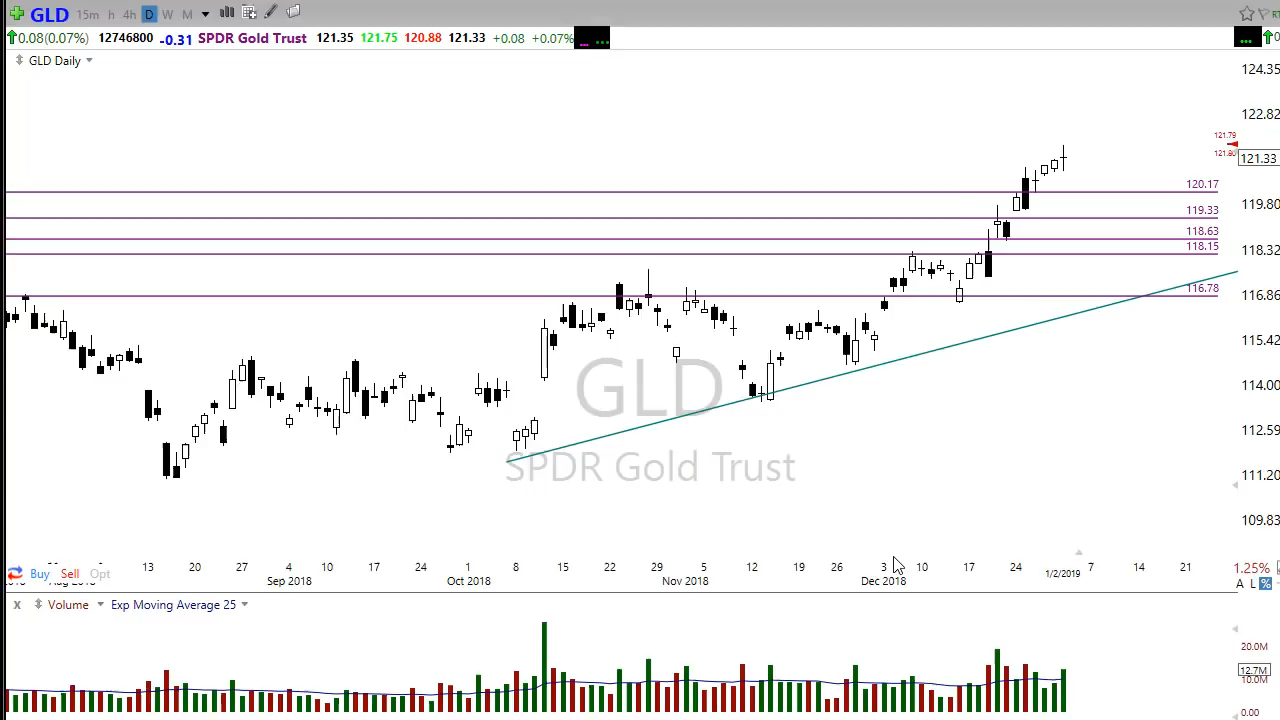 GLD 15m h 4h D W M
0.08(0.07%) 12746800 -0.31 SPDR Gold Trust 121.35 121.75 120.88 121.33 +0.08 +0.07%
GLD Daily
124.35
122.82
121.79
121.80
121.33
120.17
119.80
119.33
118.63
118.32
118.15
116.78
116.86
115.42
114.00
112.59
111.20
109.83
GLD
SPDR Gold Trust
13 20 27 4 10 17 24 1 8 15 22 29 5 12 19 26 3 10 17 24 7 14 21
Sep 2018 Oct 2018 Nov 2018 Dec 2018 1/2/2019
Buy Sell Opt
1.25%
A L %
x Volume Exp Moving Average 25
20.0M
12.7M
10.0M
0.00